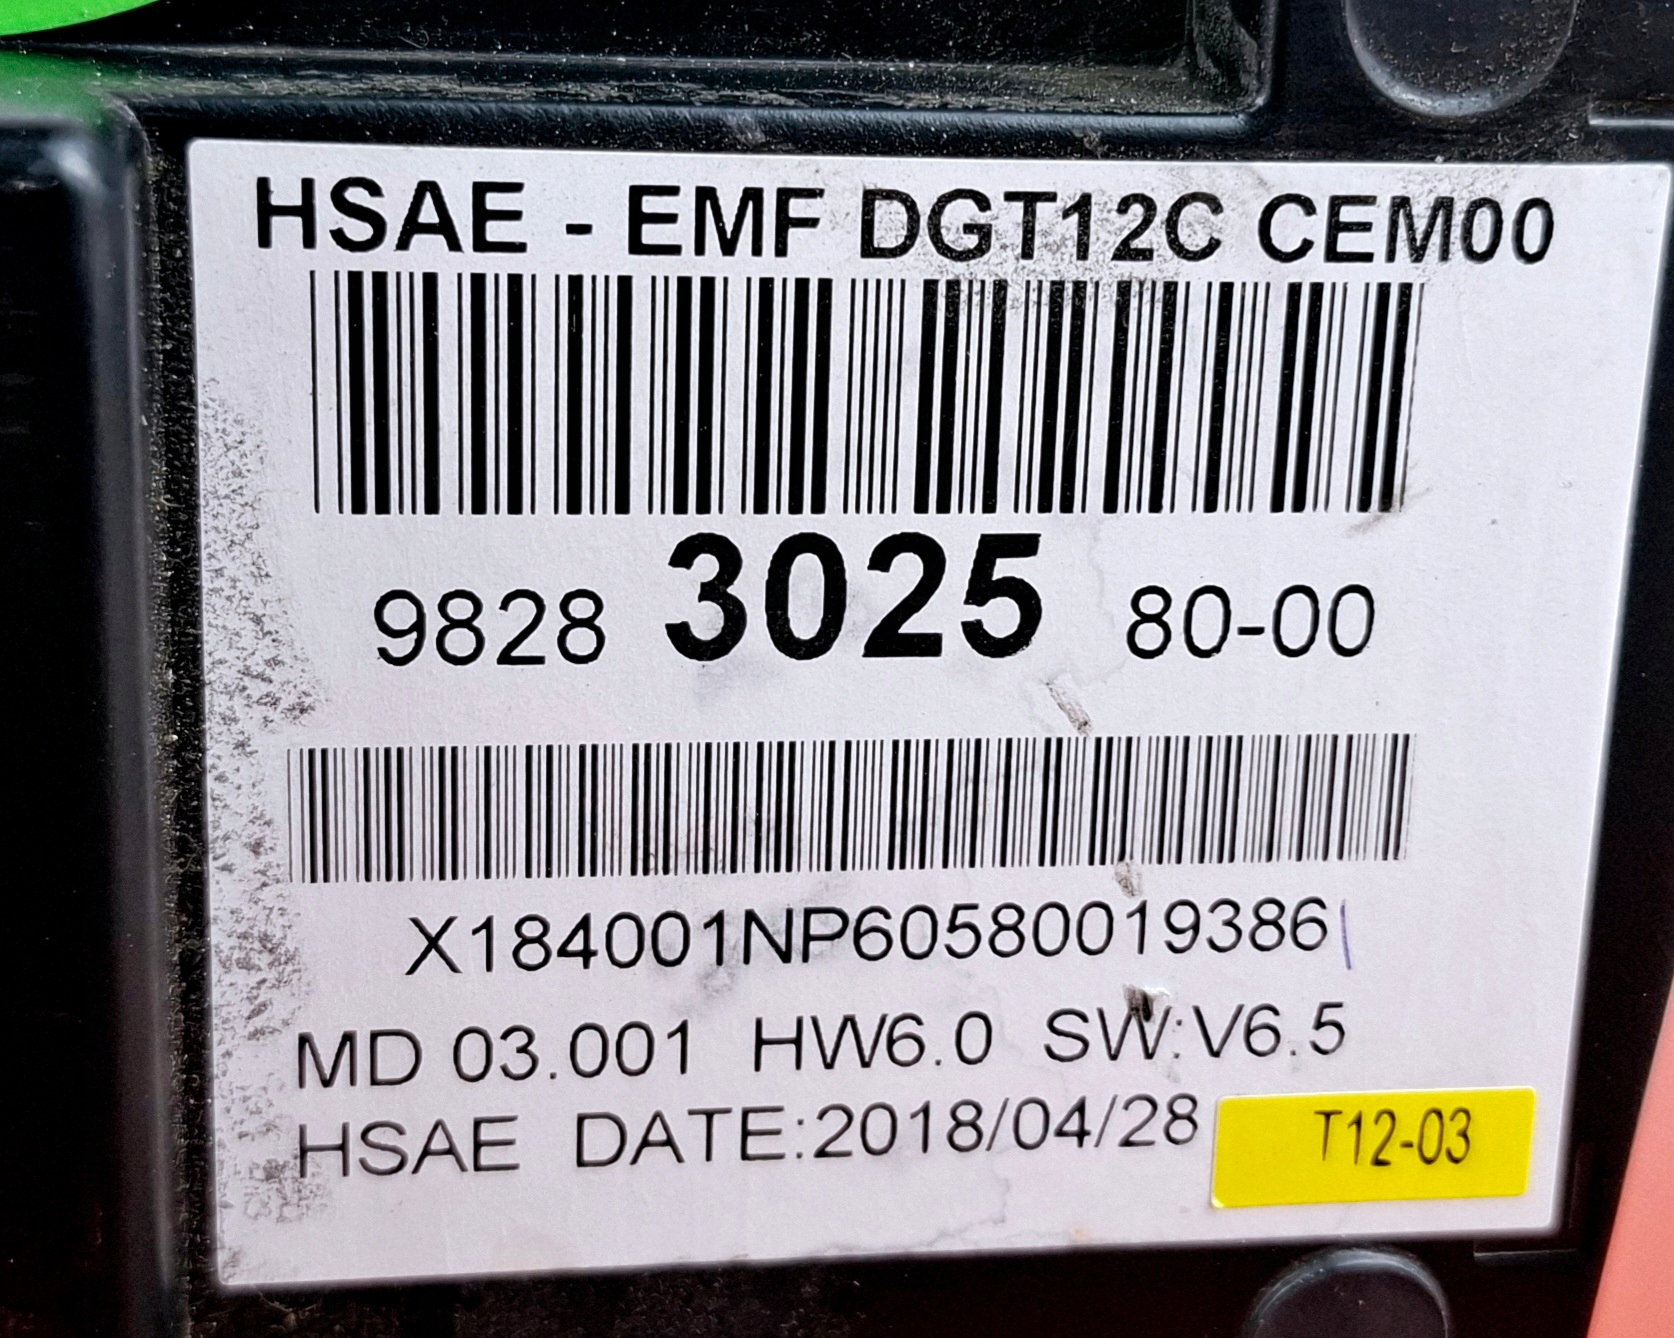 HSAE - EMF DGT12C CEM00
9828 3025 80-00
X184001NP60580019386
MD 03.001 HW6.0 SW:V6.5
HSAE DATE:2018/04/28
T12-03